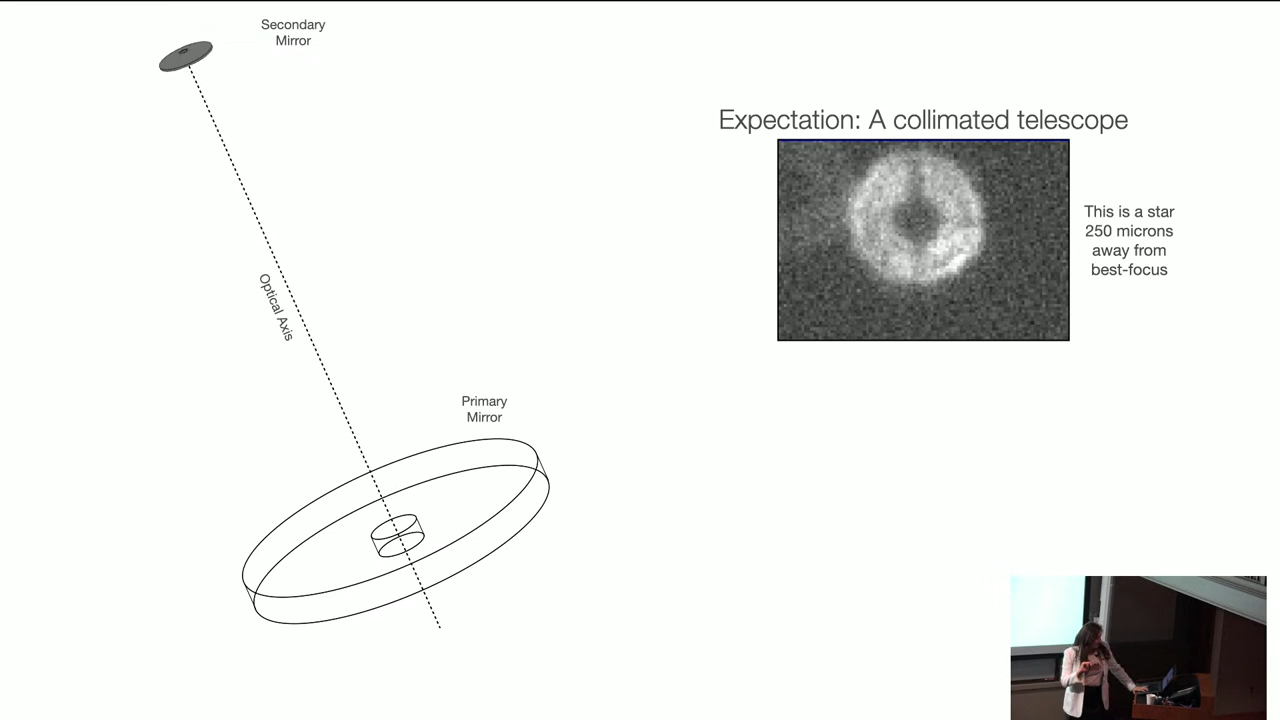 Secondary
Mirror
Expectation: A collimated telescope
This is a star
250 microns
away from
best-focus
Optical Axis
Primary
Mirror